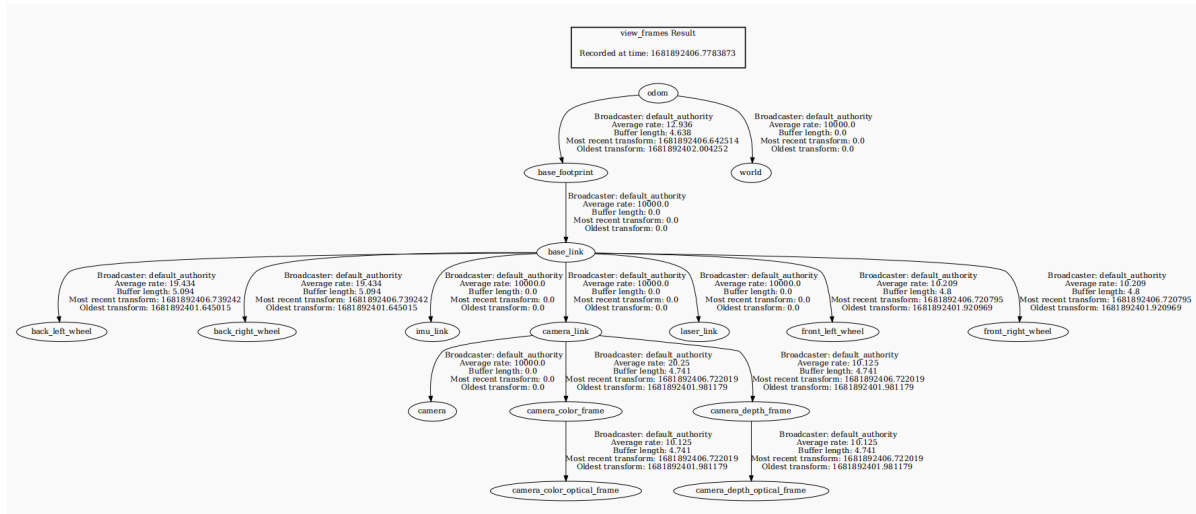 view_frames Result
Recorded at time: 1681892406.7783873
odom
Broadcaster: default_authority
Average rate: 12.936
Buffer length: 4.638
Most recent transform: 1681892406.642514
Oldest transform: 1681892402.004252
Broadcaster: default_authority
Average rate: 10000.0
Buffer length: 0.0
Most recent transform: 0.0
Oldest transform: 0.0
base_footprint
world
Broadcaster: default_authority
Average rate: 10000.0
Buffer length: 0.0
Most recent transform: 0.0
Oldest transform: 0.0
base_link
Broadcaster: default_authority
Average rate: 19.434
Buffer length: 5.094
Most recent transform: 1681892406.739242
Oldest transform: 1681892401.645015
Broadcaster: default_authority
Average rate: 19.434
Buffer length: 5.094
Most recent transform: 1681892406.739242
Oldest transform: 1681892401.645015
Broadcaster: default_authority
Average rate: 10000.0
Buffer length: 0.0
Most recent transform: 0.0
Oldest transform: 0.0
Broadcaster: default_authority
Average rate: 10000.0
Buffer length: 0.0
Most recent transform: 0.0
Oldest transform: 0.0
Broadcaster: default_authority
Average rate: 10000.0
Buffer length: 0.0
Most recent transform: 0.0
Oldest transform: 0.0
Broadcaster: default_authority
Average rate: 10.209
Buffer length: 4.8
Most recent transform: 1681892406.720795
Oldest transform: 1681892401.920969
Broadcaster: default_authority
Average rate: 10.209
Buffer length: 4.8
Most recent transform: 1681892406.720795
Oldest transform: 1681892401.920969
back_left_wheel
back_right_wheel
imu_link
camera_link
laser_link
front_left_wheel
front_right_wheel
Broadcaster: default_authority
Average rate: 10000.0
Buffer length: 0.0
Most recent transform: 0.0
Oldest transform: 0.0
Broadcaster: default_authority
Average rate: 20.25
Buffer length: 4.741
Most recent transform: 1681892406.722019
Oldest transform: 1681892401.981179
Broadcaster: default_authority
Average rate: 10.125
Buffer length: 4.741
Most recent transform: 1681892406.722019
Oldest transform: 1681892401.981179
camera
camera_color_frame
camera_depth_frame
Broadcaster: default_authority
Average rate: 10.125
Buffer length: 4.741
Most recent transform: 1681892406.722019
Oldest transform: 1681892401.981179
Broadcaster: default_authority
Average rate: 10.125
Buffer length: 4.741
Most recent transform: 1681892406.722019
Oldest transform: 1681892401.981179
camera_color_optical_frame
camera_depth_optical_frame